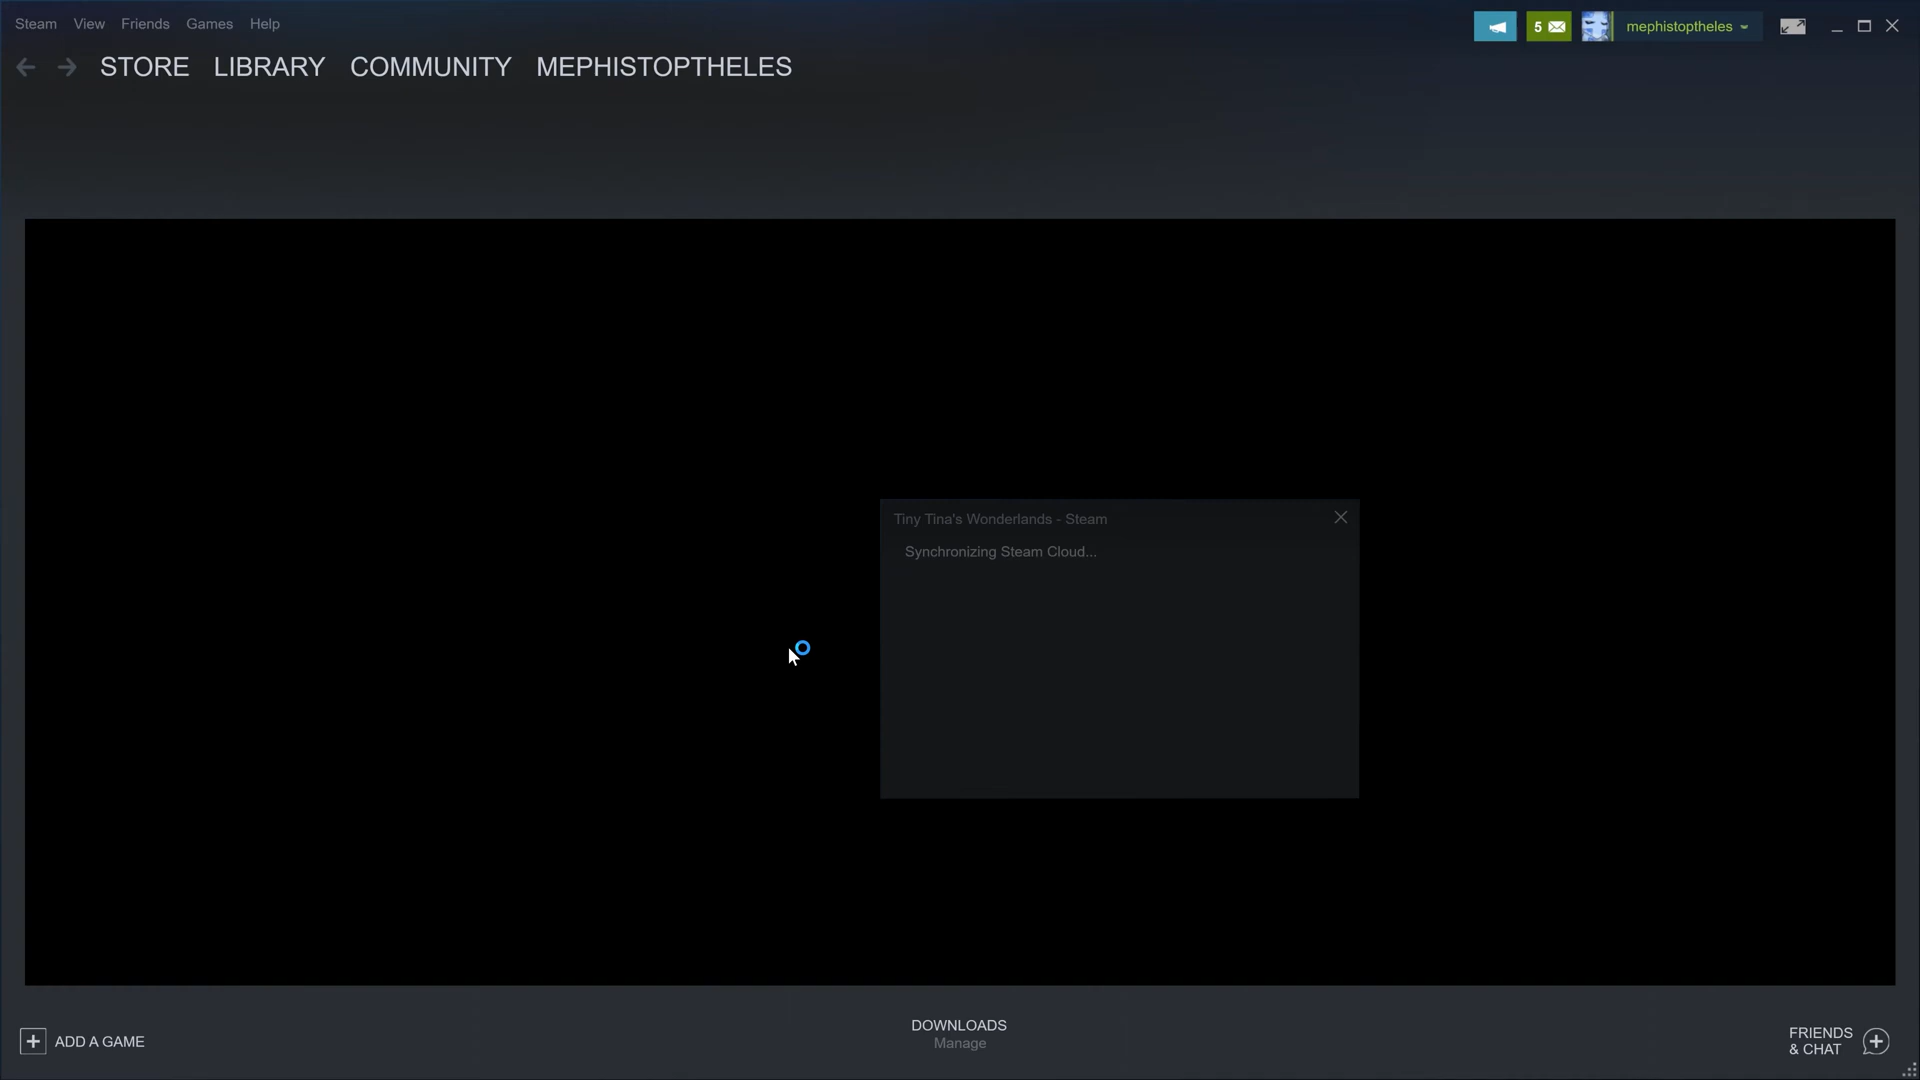 Steam View Friends Games Help
5
mephistoptheles
STORE LIBRARY COMMUNITY MEPHISTOPTHELES
Tiny Tina's Wonderlands - Steam
Synchronizing Steam Cloud...
ADD A GAME
DOWNLOADS
Manage
FRIENDS
& CHAT